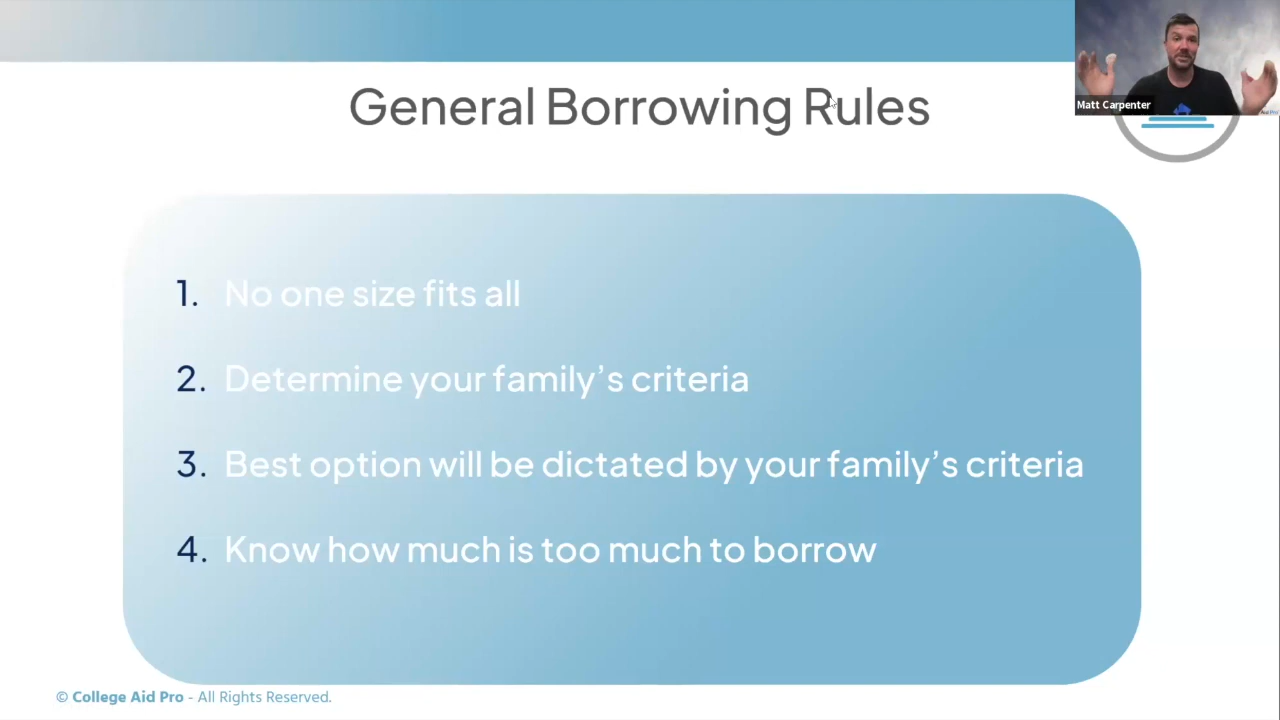 General Borrowing Rules
Matt Carpenter
Aid Pro
1. No one size fits all
2. Determine your family’s criteria
3. Best option will be dictated by your family’s criteria
4. Know how much is too much to borrow
© College Aid Pro - All Rights Reserved.